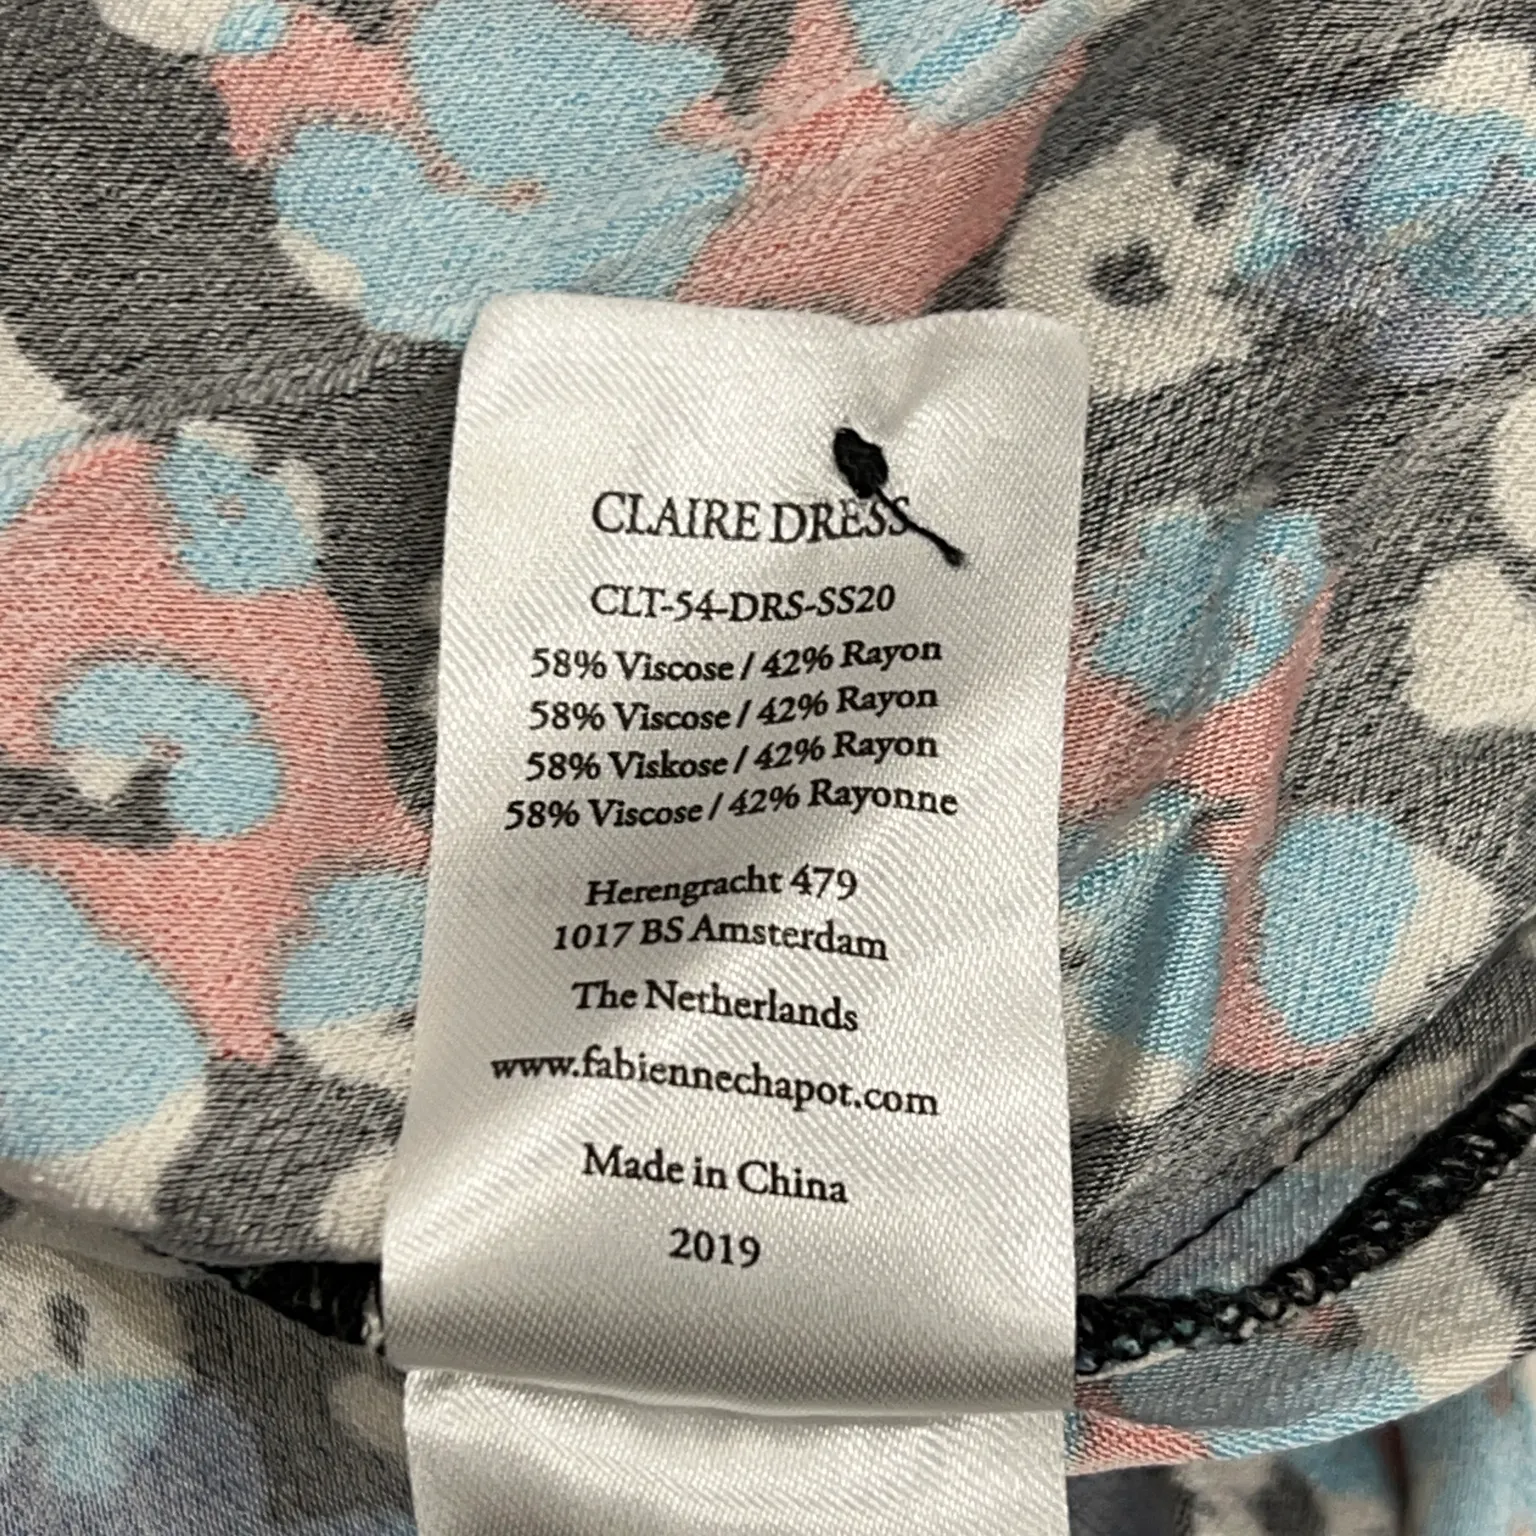 CLAIRE DRESS
CLT-54-DRS-SS20
58% Viscose / 42% Rayon
58% Viscose / 42% Rayon
58% Viskose / 42% Rayon
58% Viscose / 42% Rayonne
Herengracht 479
1017 BS Amsterdam
The Netherlands
www.fabiennechapot.com
Made in China
2019